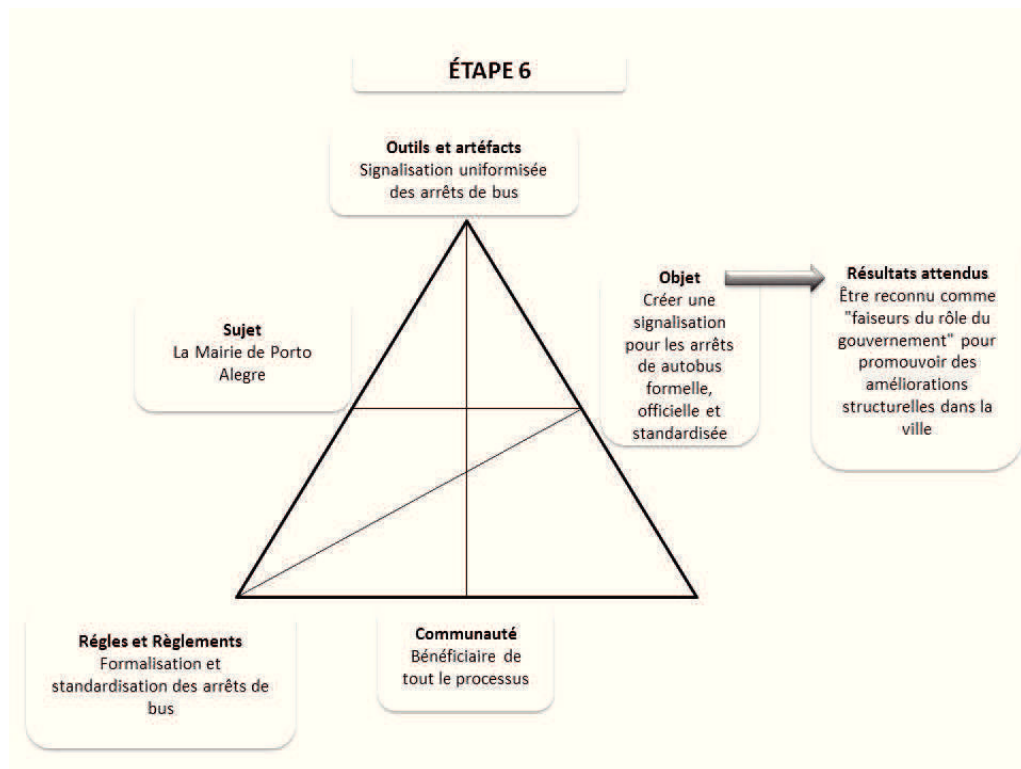 ÉTAPE 6
Outils et artéfacts
Signalisation uniformisée
des arrêts de bus
Sujet
La Mairie de Porto
Alegre
Objet
Créer une
signalisation
pour les arrêts
de autobus
formelle,
officielle et
standardisée
Résultats attendus
Être reconnu comme
"faiseurs du rôle du
gouvernement" pour
promouvoir des
améliorations
structurelles dans la
ville
Régles et Règlements
Formalisation et
standardisation des arrêts de
bus
Communauté
Bénéficiaire de
tout le processus